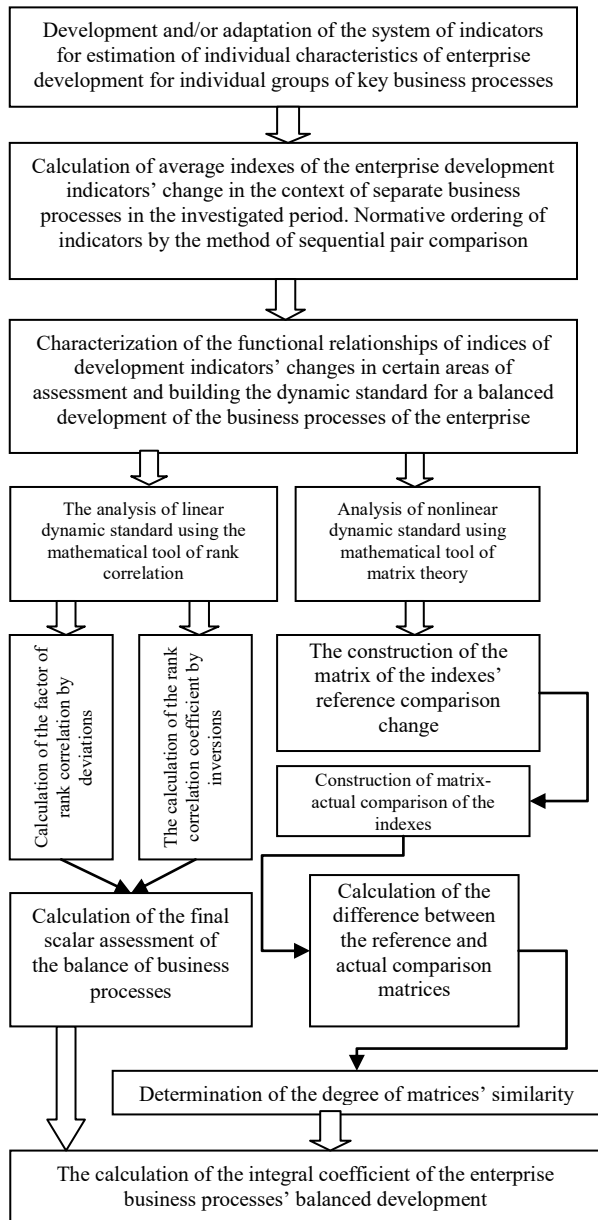 Development and/or adaptation of the system of indicators
for estimation of individual characteristics of enterprise
development for individual groups of key business processes
Calculation of average indexes of the enterprise development
indicators’ change in the context of separate business
processes in the investigated period. Normative ordering of
indicators by the method of sequential pair comparison
Characterization of the functional relationships of indices of
development indicators’ changes in certain areas of
assessment and building the dynamic standard for a balanced
development of the business processes of the enterprise
The analysis of linear
dynamic standard using the
mathematical tool of rank
correlation
Analysis of nonlinear
dynamic standard using
mathematical tool of
matrix theory
Calculation of the factor of
rank correlation by
deviations
The calculation of the rank
correlation coefficient by
inversions
The construction of the
matrix of the indexes’
reference comparison
change
Construction of matrix-
actual comparison of the
indexes
Calculation of the final
scalar assessment of
the balance of business
processes
Calculation of the
difference between
the reference and
actual comparison
matrices
Determination of the degree of matrices’ similarity
The calculation of the integral coefficient of the enterprise
business processes’ balanced development